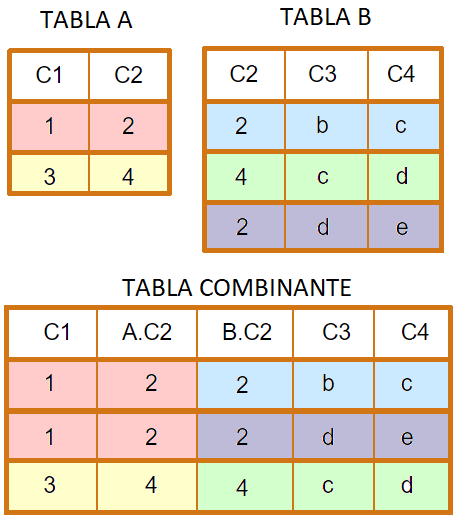 TABLA A
C1 C2
1 2
3 4
TABLA B
C2 C3 C4
2 b c
4 c d
2 d e
TABLA COMBINANTE
C1 A.C2 B.C2 C3 C4
1 2 2 b c
1 2 2 d e
3 4 4 c d